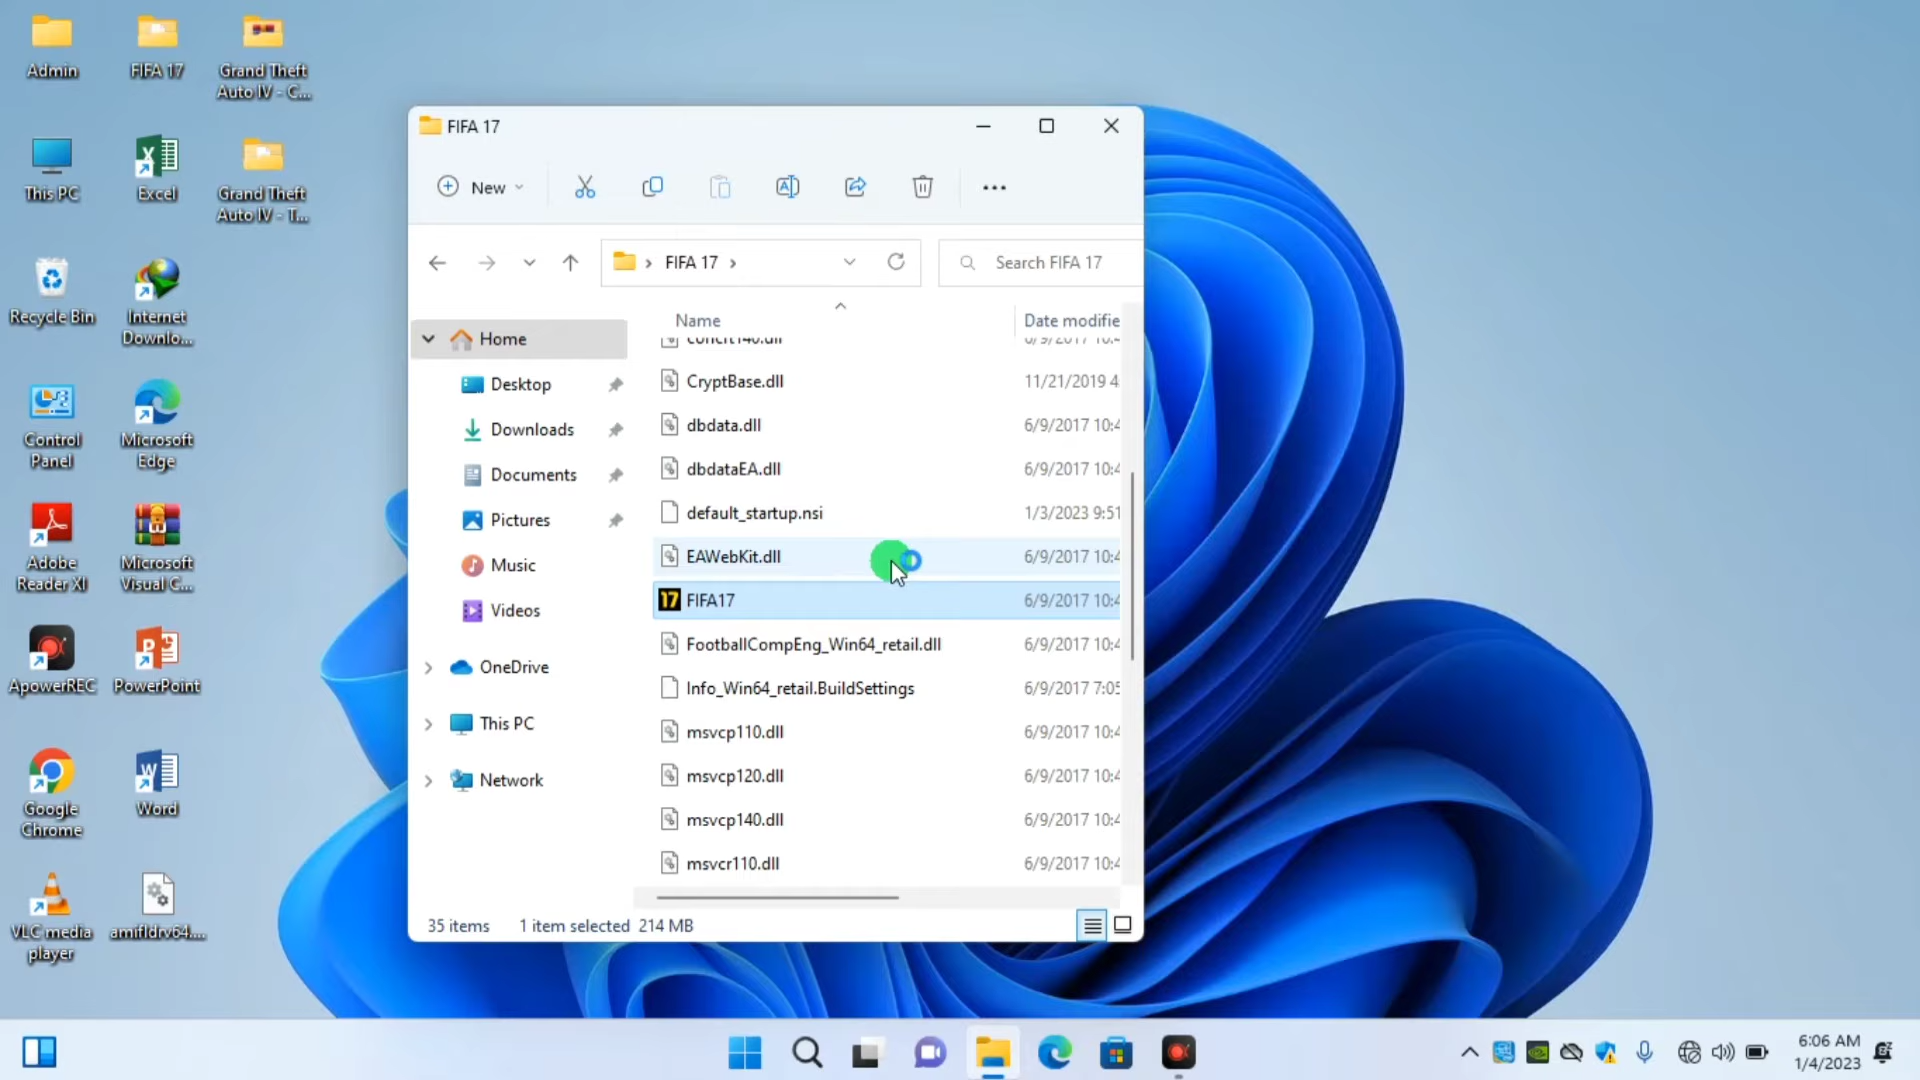 Admin
FIFA 17
Grand Theft
Auto IV - C...
This PC
Excel
Grand Theft
Auto IV - T...
Recycle Bin
Internet
Downlo...
Control
Panel
Microsoft
Edge
Adobe
Reader XI
Microsoft
Visual C...
ApowerREC
PowerPoint
Google
Chrome
Word
VLC media
player
amifldrv64....
FIFA 17
New
FIFA 17
Search FIFA 17
Home
Desktop
Downloads
Documents
Pictures
Music
Videos
OneDrive
This PC
Network
Name
Date modifie
concrt140.dll
CryptBase.dll 11/21/2019 4
dbdata.dll 6/9/2017 10:4
dbdataEA.dll 6/9/2017 10:4
default_startup.nsi 1/3/2023 9:51
EAWebKit.dll 6/9/2017 10:4
17 FIFA17 6/9/2017 10:4
FootballCompEng_Win64_retail.dll 6/9/2017 10:4
Info_Win64_retail.BuildSettings 6/9/2017 7:05
msvcp110.dll 6/9/2017 10:4
msvcp120.dll 6/9/2017 10:4
msvcp140.dll 6/9/2017 10:4
msvcr110.dll 6/9/2017 10:4
35 items 1 item selected 214 MB
6:06 AM
1/4/2023